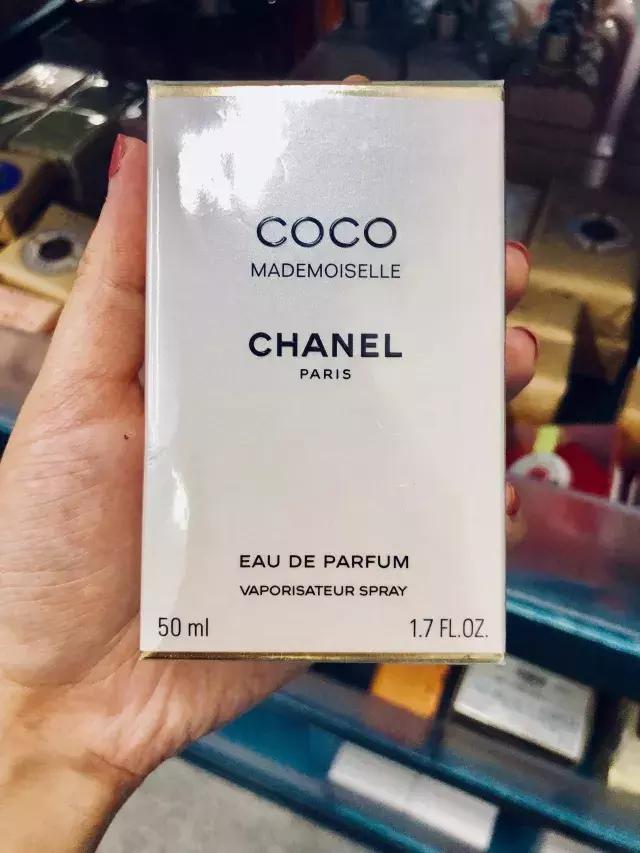 COCO
MADEMOISELLE
CHANEL
PARIS
EAU DE PARFUM
VAPORISATEUR SPRAY
50 ml 1.7 FL.OZ.